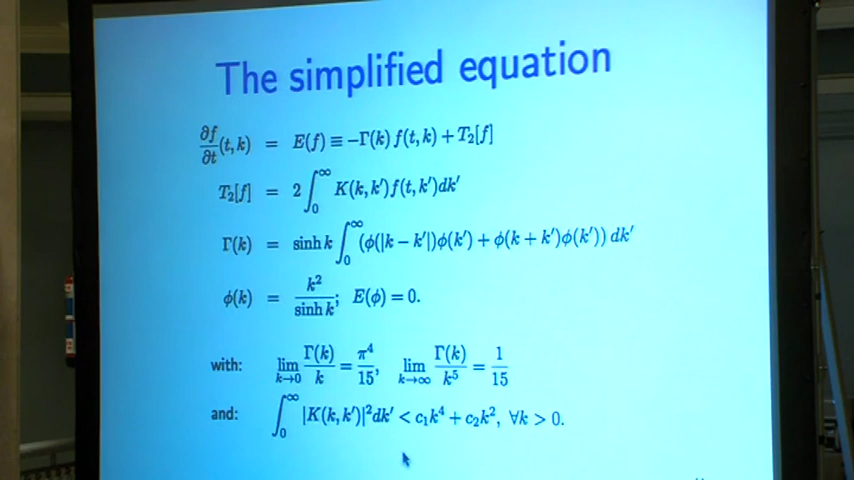 The simplified equation
∂f/∂t (t, k) = E(f) ≡ −Γ(k) f(t, k) + T₂[f]
T₂[f] = 2 ∫₀^∞ K(k, k′) f(t, k′) dk′
Γ(k) = sinh k ∫₀^∞ (ϕ(|k − k′|)ϕ(k′) + ϕ(k + k′)ϕ(k′)) dk′
ϕ(k) = k²/sinh k; E(ϕ) = 0.
with: lim_{k→0} Γ(k)/k = π⁴/15, lim_{k→∞} Γ(k)/k⁵ = 1/15
and: ∫₀^∞ |K(k, k′)|² dk′ < c₁k⁴ + c₂k², ∀k > 0.